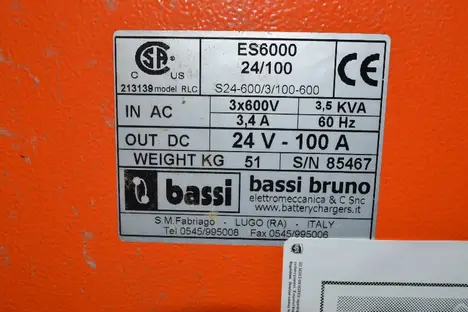 ES6000
24/100
CSA
C US
213139 model RLC
S24-600/3/100-600
CE
IN AC
3x600V
3,5 KVA
3,4 A
60 Hz
OUT DC
24 V - 100 A
WEIGHT KG 51
S/N 85467
bassi
bassi bruno
elettromeccanica & C Snc
www.batterychargers.it
S.M.Fabriago - LUGO (RA) - ITALY
Tel 0545/995008 Fax 0545/995006